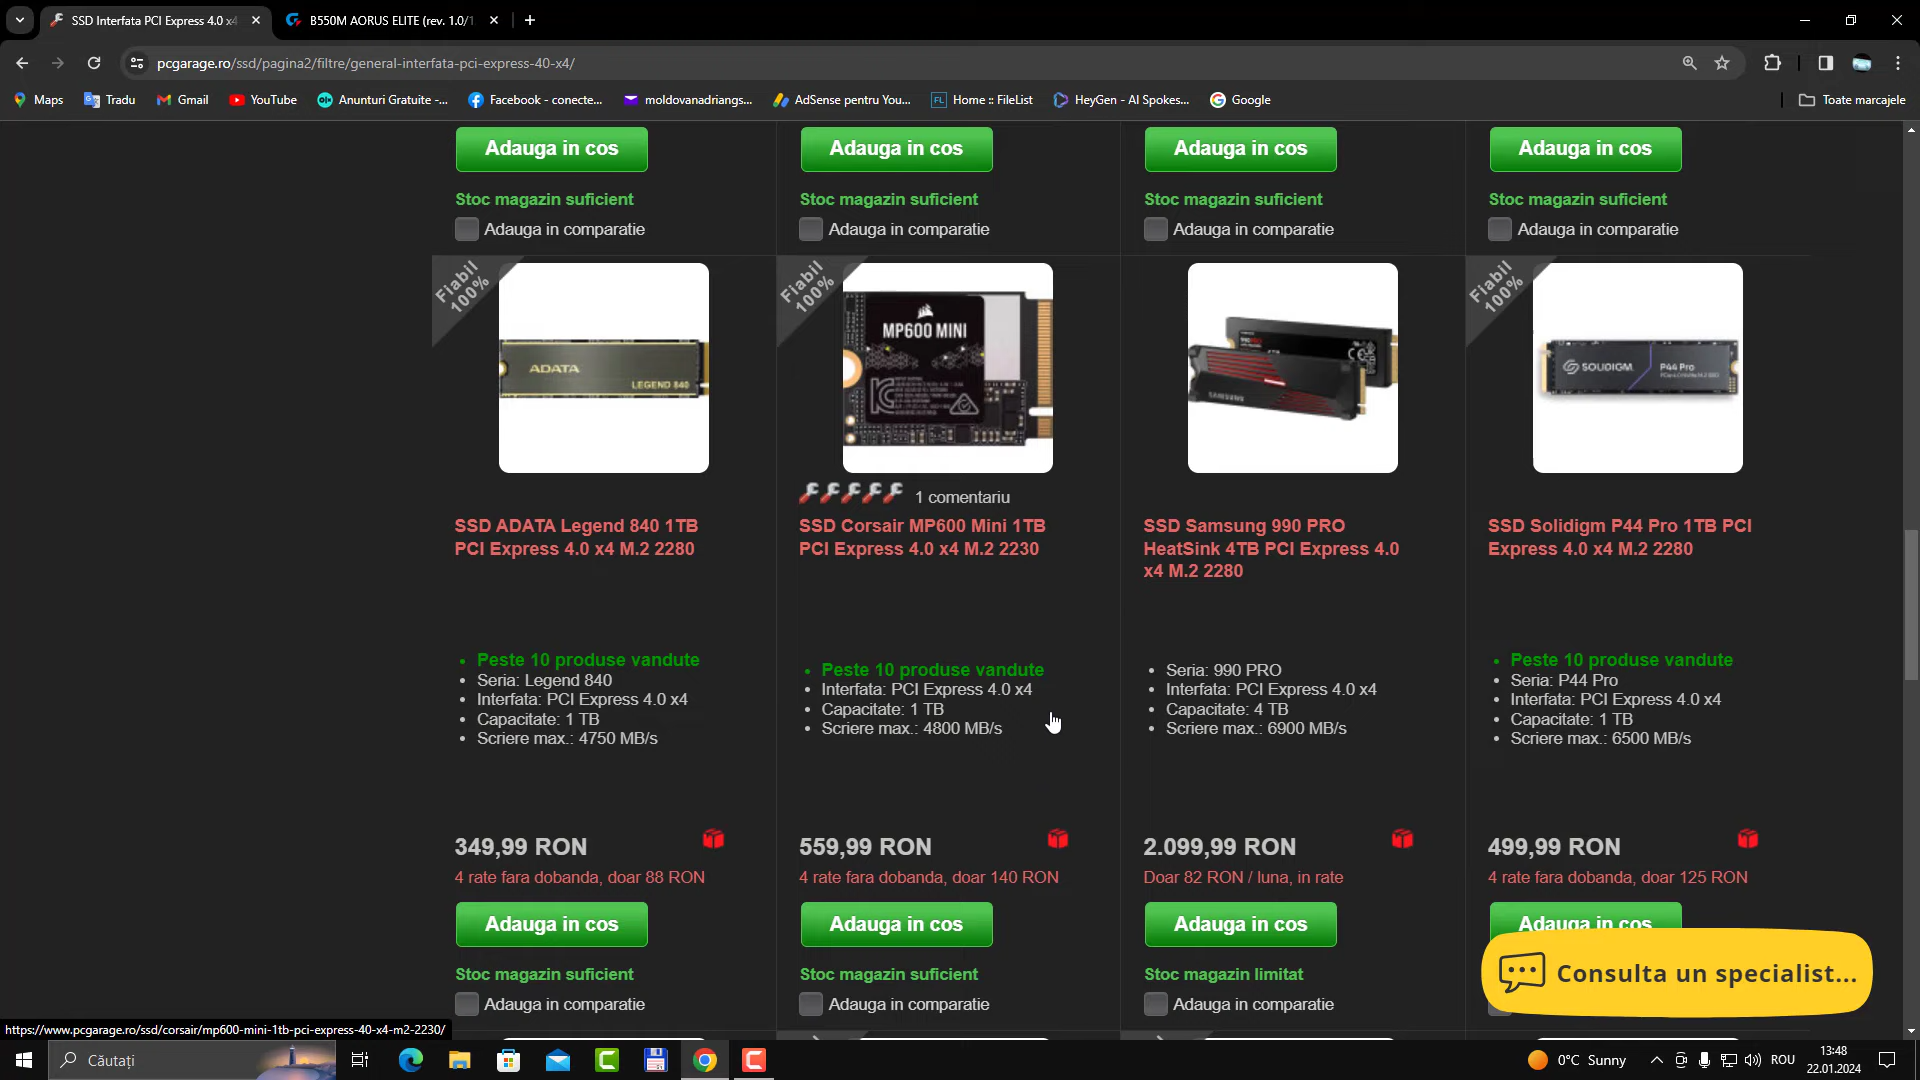 SSD Interfata PCI Express 4.0 x4
B550M AORUS ELITE (rev. 1.0/1
pcgarage.ro/ssd/pagina2/filtre/general-interfata-pci-express-40-x4/
Maps
Tradu
Gmail
YouTube
Anunturi Gratuite -...
Facebook - conecte...
moldovanadriangs...
AdSense pentru You...
FL
Home :: FileList
HeyGen - AI Spokes...
Google
Toate marcajele
Adauga in cos
Adauga in cos
Adauga in cos
Adauga in cos
Stoc magazin suficient
Stoc magazin suficient
Stoc magazin suficient
Stoc magazin suficient
Adauga in comparatie
Adauga in comparatie
Adauga in comparatie
Adauga in comparatie
Fiabil
100%
ADATA
LEGEND 840
Fiabil
100%
MP600 MINI
SAMSUNG
Fiabil
100%
SOLIDIGM
P44 Pro
1 comentariu
SSD ADATA Legend 840 1TB
PCI Express 4.0 x4 M.2 2280
SSD Corsair MP600 Mini 1TB
PCI Express 4.0 x4 M.2 2230
SSD Samsung 990 PRO
HeatSink 4TB PCI Express 4.0
x4 M.2 2280
SSD Solidigm P44 Pro 1TB PCI
Express 4.0 x4 M.2 2280
Peste 10 produse vandute
Seria: Legend 840
Interfata: PCI Express 4.0 x4
Capacitate: 1 TB
Scriere max.: 4750 MB/s
Peste 10 produse vandute
Interfata: PCI Express 4.0 x4
Capacitate: 1 TB
Scriere max.: 4800 MB/s
Seria: 990 PRO
Interfata: PCI Express 4.0 x4
Capacitate: 4 TB
Scriere max.: 6900 MB/s
Peste 10 produse vandute
Seria: P44 Pro
Interfata: PCI Express 4.0 x4
Capacitate: 1 TB
Scriere max.: 6500 MB/s
349,99 RON
559,99 RON
2.099,99 RON
499,99 RON
4 rate fara dobanda, doar 88 RON
4 rate fara dobanda, doar 140 RON
Doar 82 RON / luna, in rate
4 rate fara dobanda, doar 125 RON
Adauga in cos
Adauga in cos
Adauga in cos
Adauga in cos
Stoc magazin suficient
Stoc magazin suficient
Stoc magazin limitat
Consulta un specialist...
Adauga in comparatie
Adauga in comparatie
Adauga in comparatie
https://www.pcgarage.ro/ssd/corsair/mp600-mini-1tb-pci-express-40-x4-m2-2230/
Căutați
0°C Sunny
ROU
13:48
22.01.2024